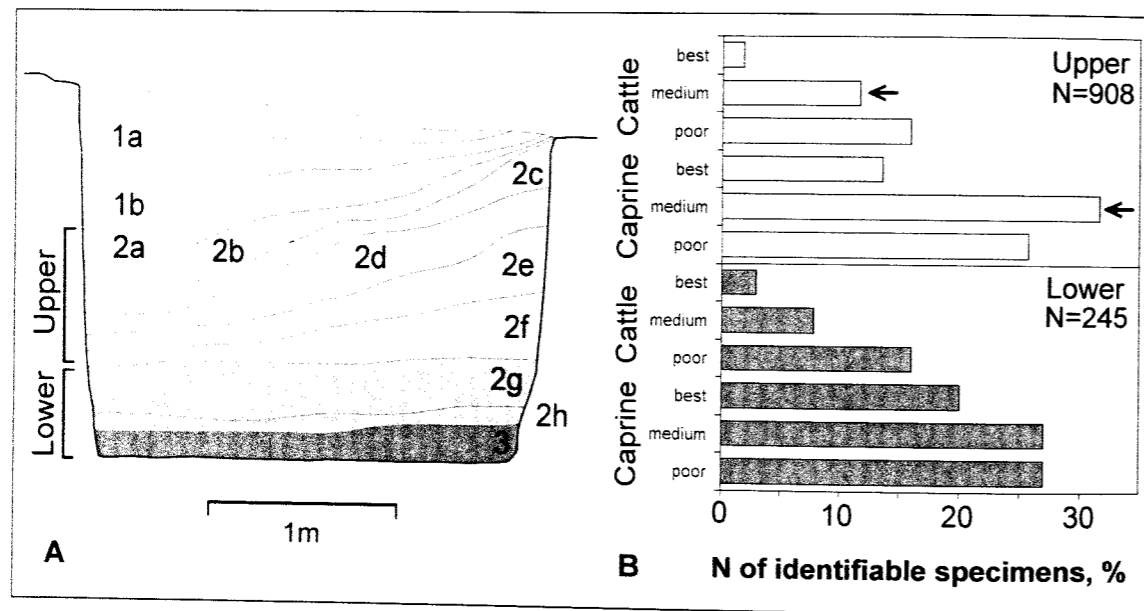 1a
1b
2a
2b
2c
2d
2e
2f
2g
2h
3
Upper
Lower
1m
A
Cattle
best
medium
poor
Caprine
best
medium
poor
Upper
N=908
Cattle
best
medium
poor
Caprine
best
medium
poor
Lower
N=245
0 10 20 30
B N of identifiable specimens, %